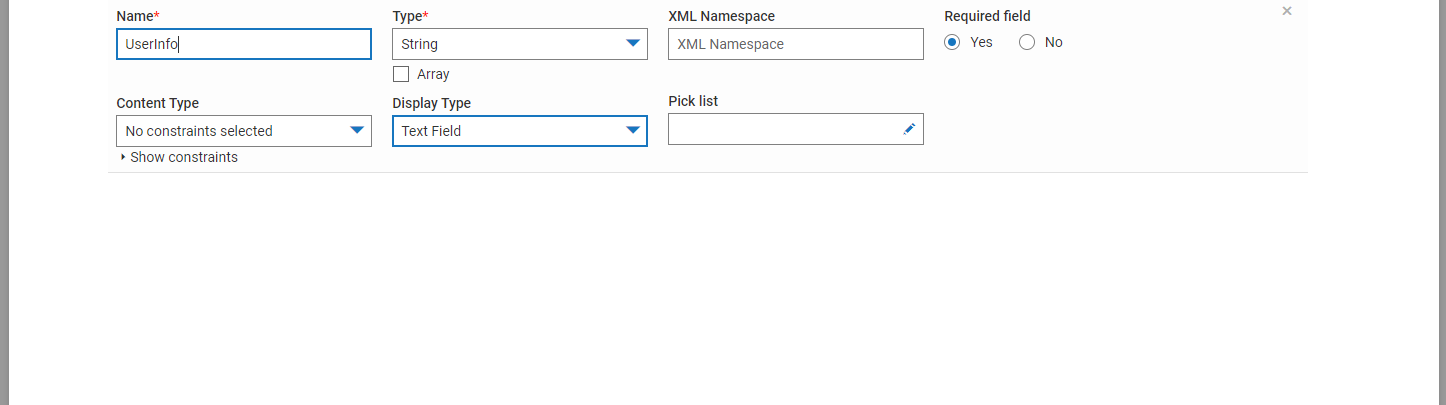 Name*
Type*
XML Namespace
Required field
UserInfo
String
XML Namespace
Yes
No
Array
Content Type
Display Type
Pick list
No constraints selected
Text Field
Show constraints